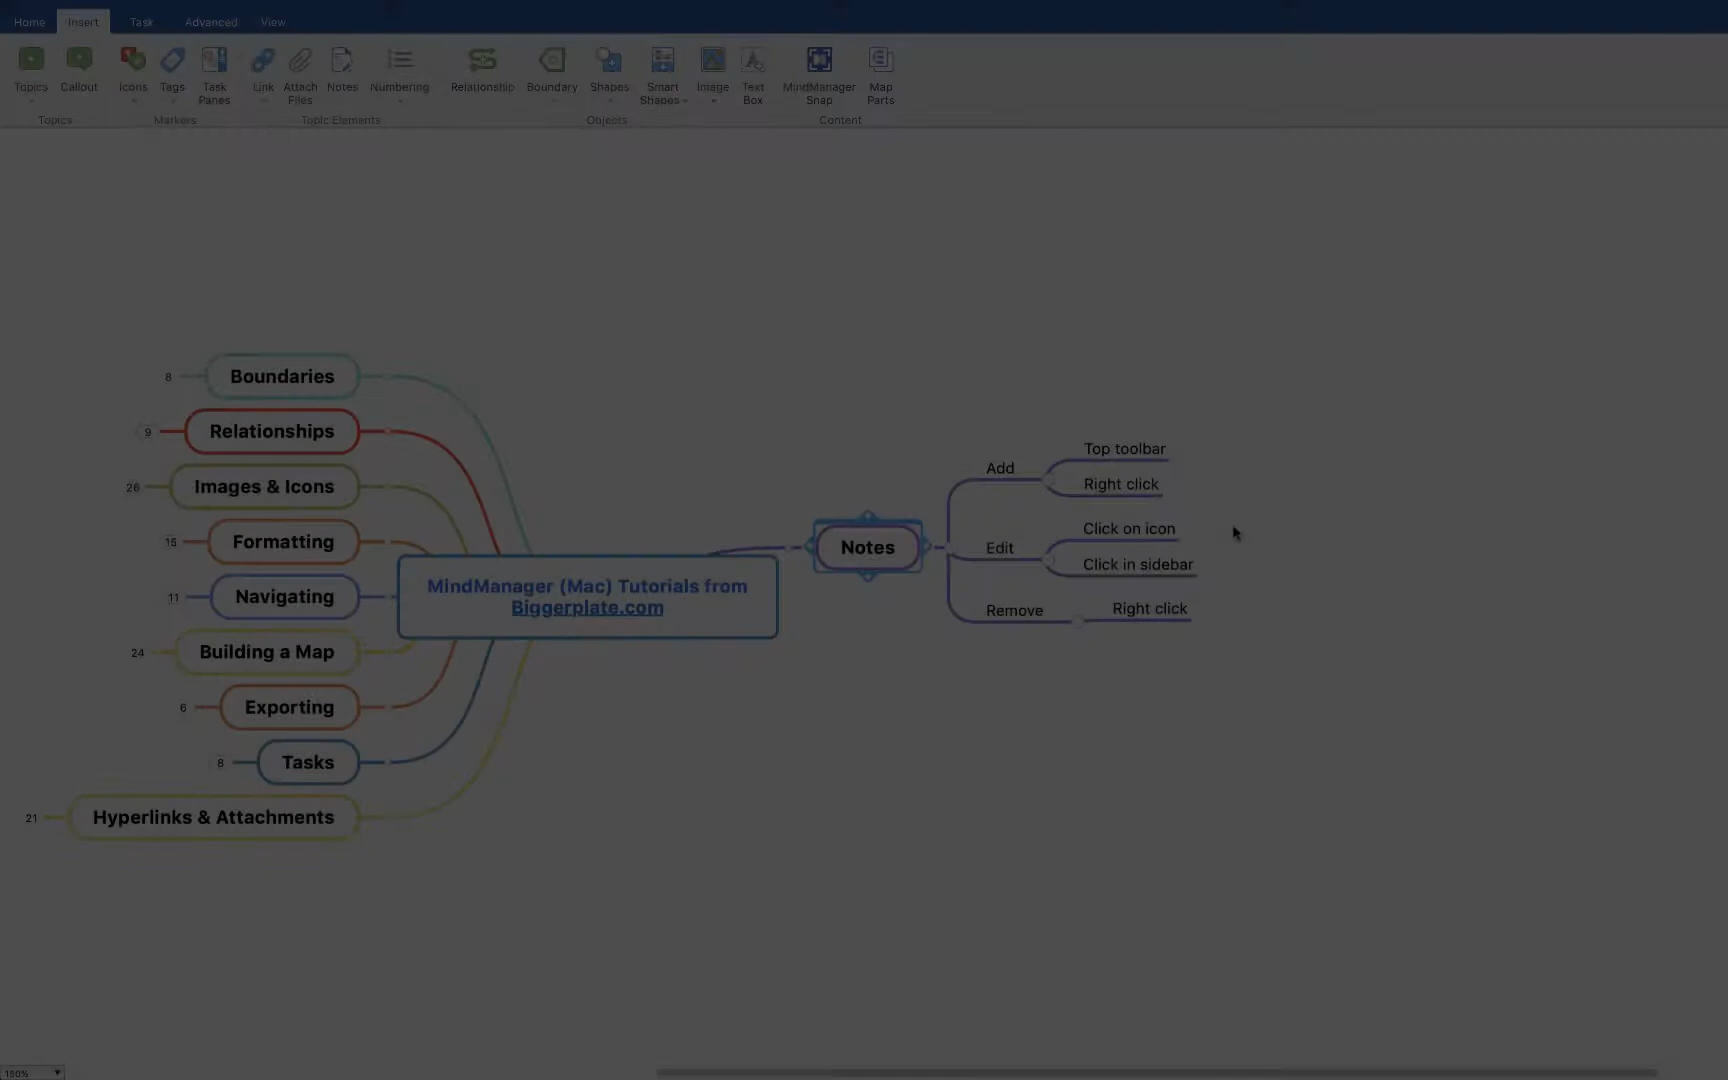 Home Insert Task Advanced View
Topics Callout Icons Tags Task Panes Link Attach Files Notes Numbering Relationship Boundary Shapes Smart Shapes Image Text Box MindManager Snap Map Parts
Topics Markers Topic Elements Objects Content
8 Boundaries
9 Relationships
26 Images & Icons
15 Formatting
11 Navigating
24 Building a Map
6 Exporting
8 Tasks
21 Hyperlinks & Attachments
MindManager (Mac) Tutorials from
Biggerplate.com
Notes
Add
Top toolbar
Right click
Edit
Click on icon
Click in sidebar
Remove
Right click
150%